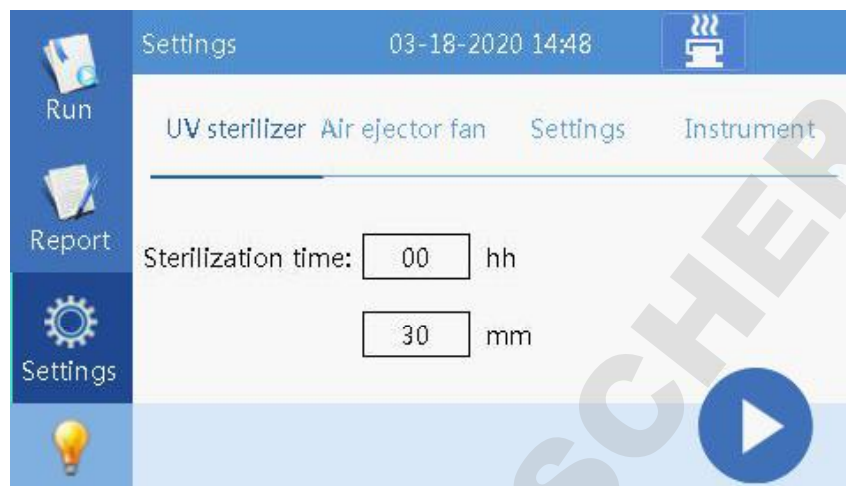 Settings 03-18-2020 14:48
Run
UV sterilizer Air ejector fan Settings Instrument
Report
Sterilization time: 00 hh
30 mm
Settings
SCHER